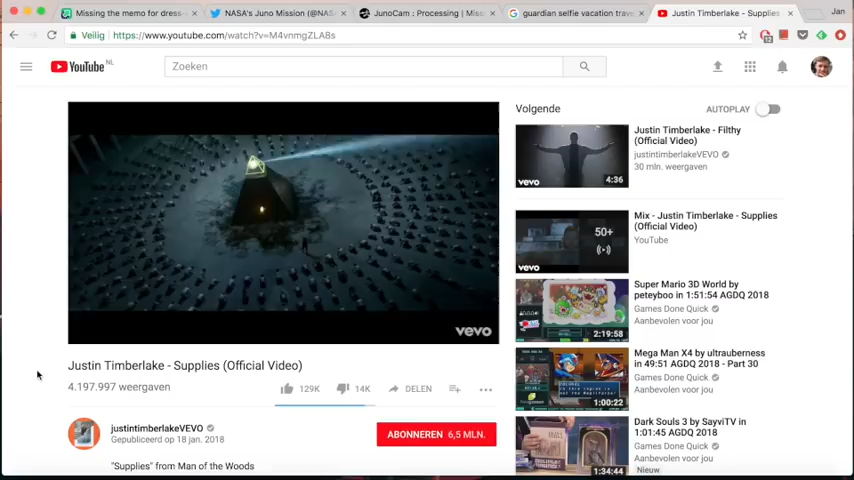 Missing the memo for dress-
NASA's Juno Mission (@NAS
JunoCam : Processing | Miss
guardian selfie vacation trave
Justin Timberlake - Supplies
Jan
Veilig
https://www.youtube.com/watch?v=M4vnmgZLA8s
12
YouTube NL
Zoeken
vevo
Justin Timberlake - Supplies (Official Video)
4.197.997 weergaven
129K
14K
DELEN
justintimberlakeVEVO
Gepubliceerd op 18 jan. 2018
ABONNEREN 6,5 MLN.
"Supplies" from Man of the Woods
Volgende
AUTOPLAY
vevo
4:36
Justin Timberlake - Filthy
(Official Video)
justintimberlakeVEVO
30 mln. weergaven
50+
vevo
Mix - Justin Timberlake - Supplies
(Official Video)
YouTube
2:19:58
Super Mario 3D World by
peteyboo in 1:51:54 AGDQ 2018
Games Done Quick
Aanbevolen voor jou
1:00:22
Mega Man X4 by ultrauberness
in 49:51 AGDQ 2018 - Part 30
Games Done Quick
Aanbevolen voor jou
1:34:44
Dark Souls 3 by SayviTV in
1:01:45 AGDQ 2018
Games Done Quick
Aanbevolen voor jou
Nieuw